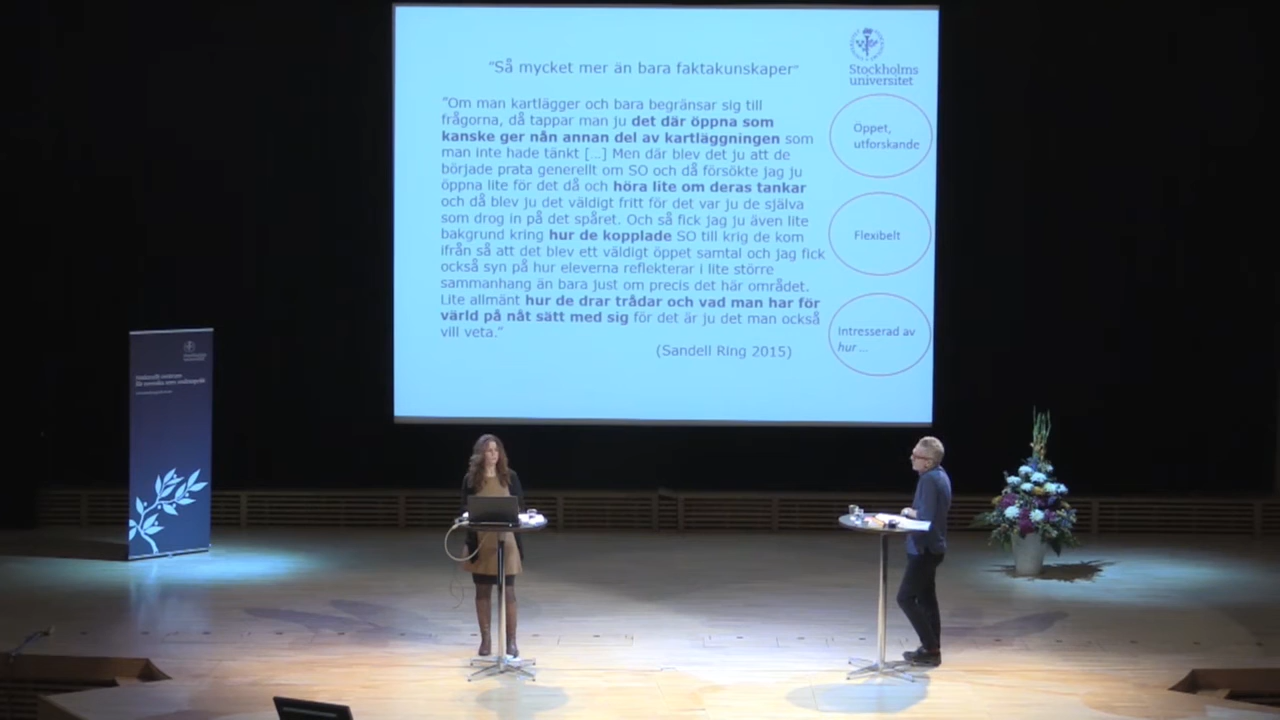 "Så mycket mer än bara faktakunskaper"
Stockholms
universitet
"Om man kartlägger och bara begränsar sig till
frågorna, då tappar man ju det där öppna som
kanske ger nån annan del av kartläggningen som
man inte hade tänkt [...] Men där blev det ju att de
började prata generellt om SO och då försökte jag ju
öppna lite för det då och höra lite om deras tankar
och då blev ju det väldigt fritt för det var ju de själva
som drog in på det spåret. Och så fick jag ju även lite
bakgrund kring hur de kopplade SO till krig de kom
ifrån så att det blev ett väldigt öppet samtal och jag fick
också syn på hur eleverna reflekterar i lite större
sammanhang än bara just om precis det här området.
Lite allmänt hur de drar trådar och vad man har för
värld på nåt sätt med sig för det är ju det man också
vill veta."
(Sandell Ring 2015)
Öppet,
utforskande
Flexibelt
Intresserad av
hur ...
Nationellt centrum
för svenska som andraspråk